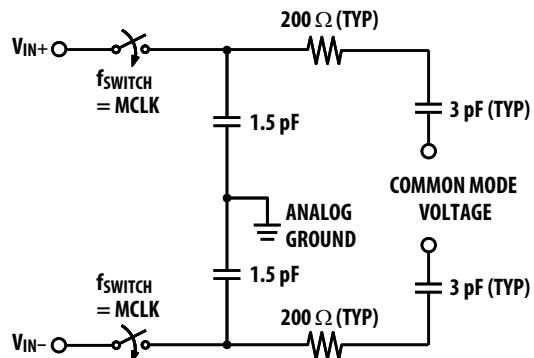 200 Ω (TYP)
VIN+
fSWITCH
= MCLK
1.5 pF
3 pF (TYP)
COMMON MODE
VOLTAGE
ANALOG
GROUND
fSWITCH
= MCLK
1.5 pF
3 pF (TYP)
200 Ω (TYP)
VIN–